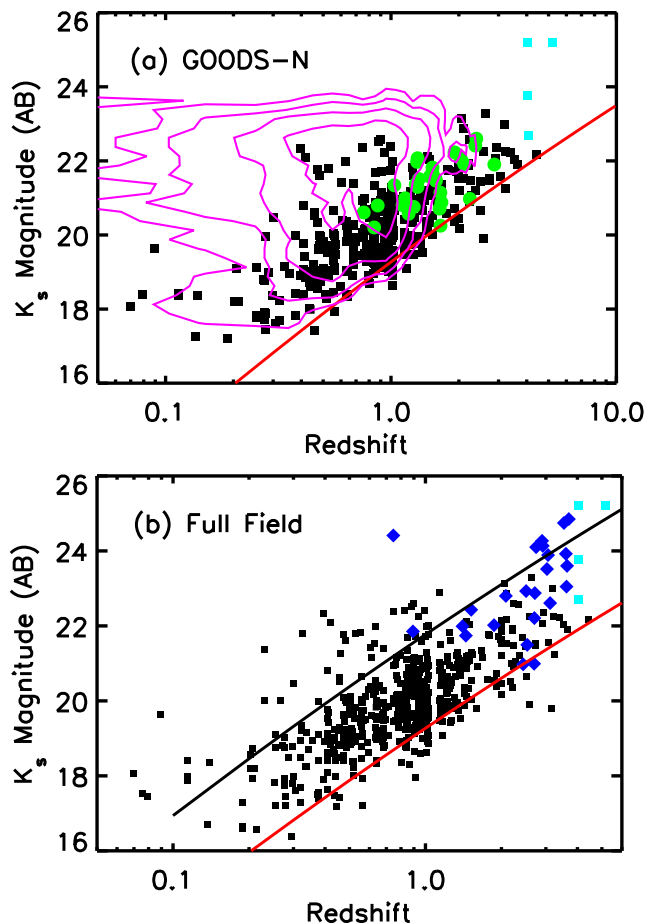 (a) GOODS-N
K_s Magnitude (AB)
26
24
22
20
18
16
0.1
1.0
10.0
Redshift
(b) Full Field
K_s Magnitude (AB)
26
24
22
20
18
16
0.1
1.0
Redshift